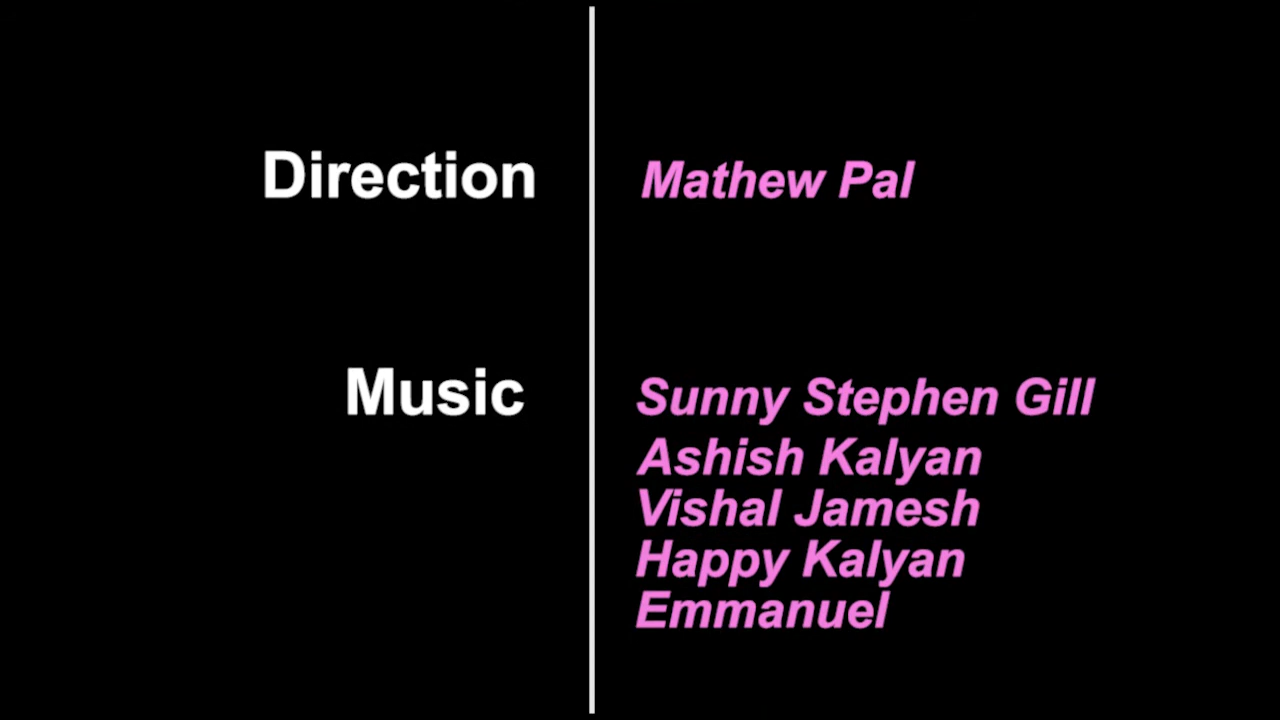 Direction Mathew Pal
Music Sunny Stephen Gill
Ashish Kalyan
Vishal Jamesh
Happy Kalyan
Emmanuel